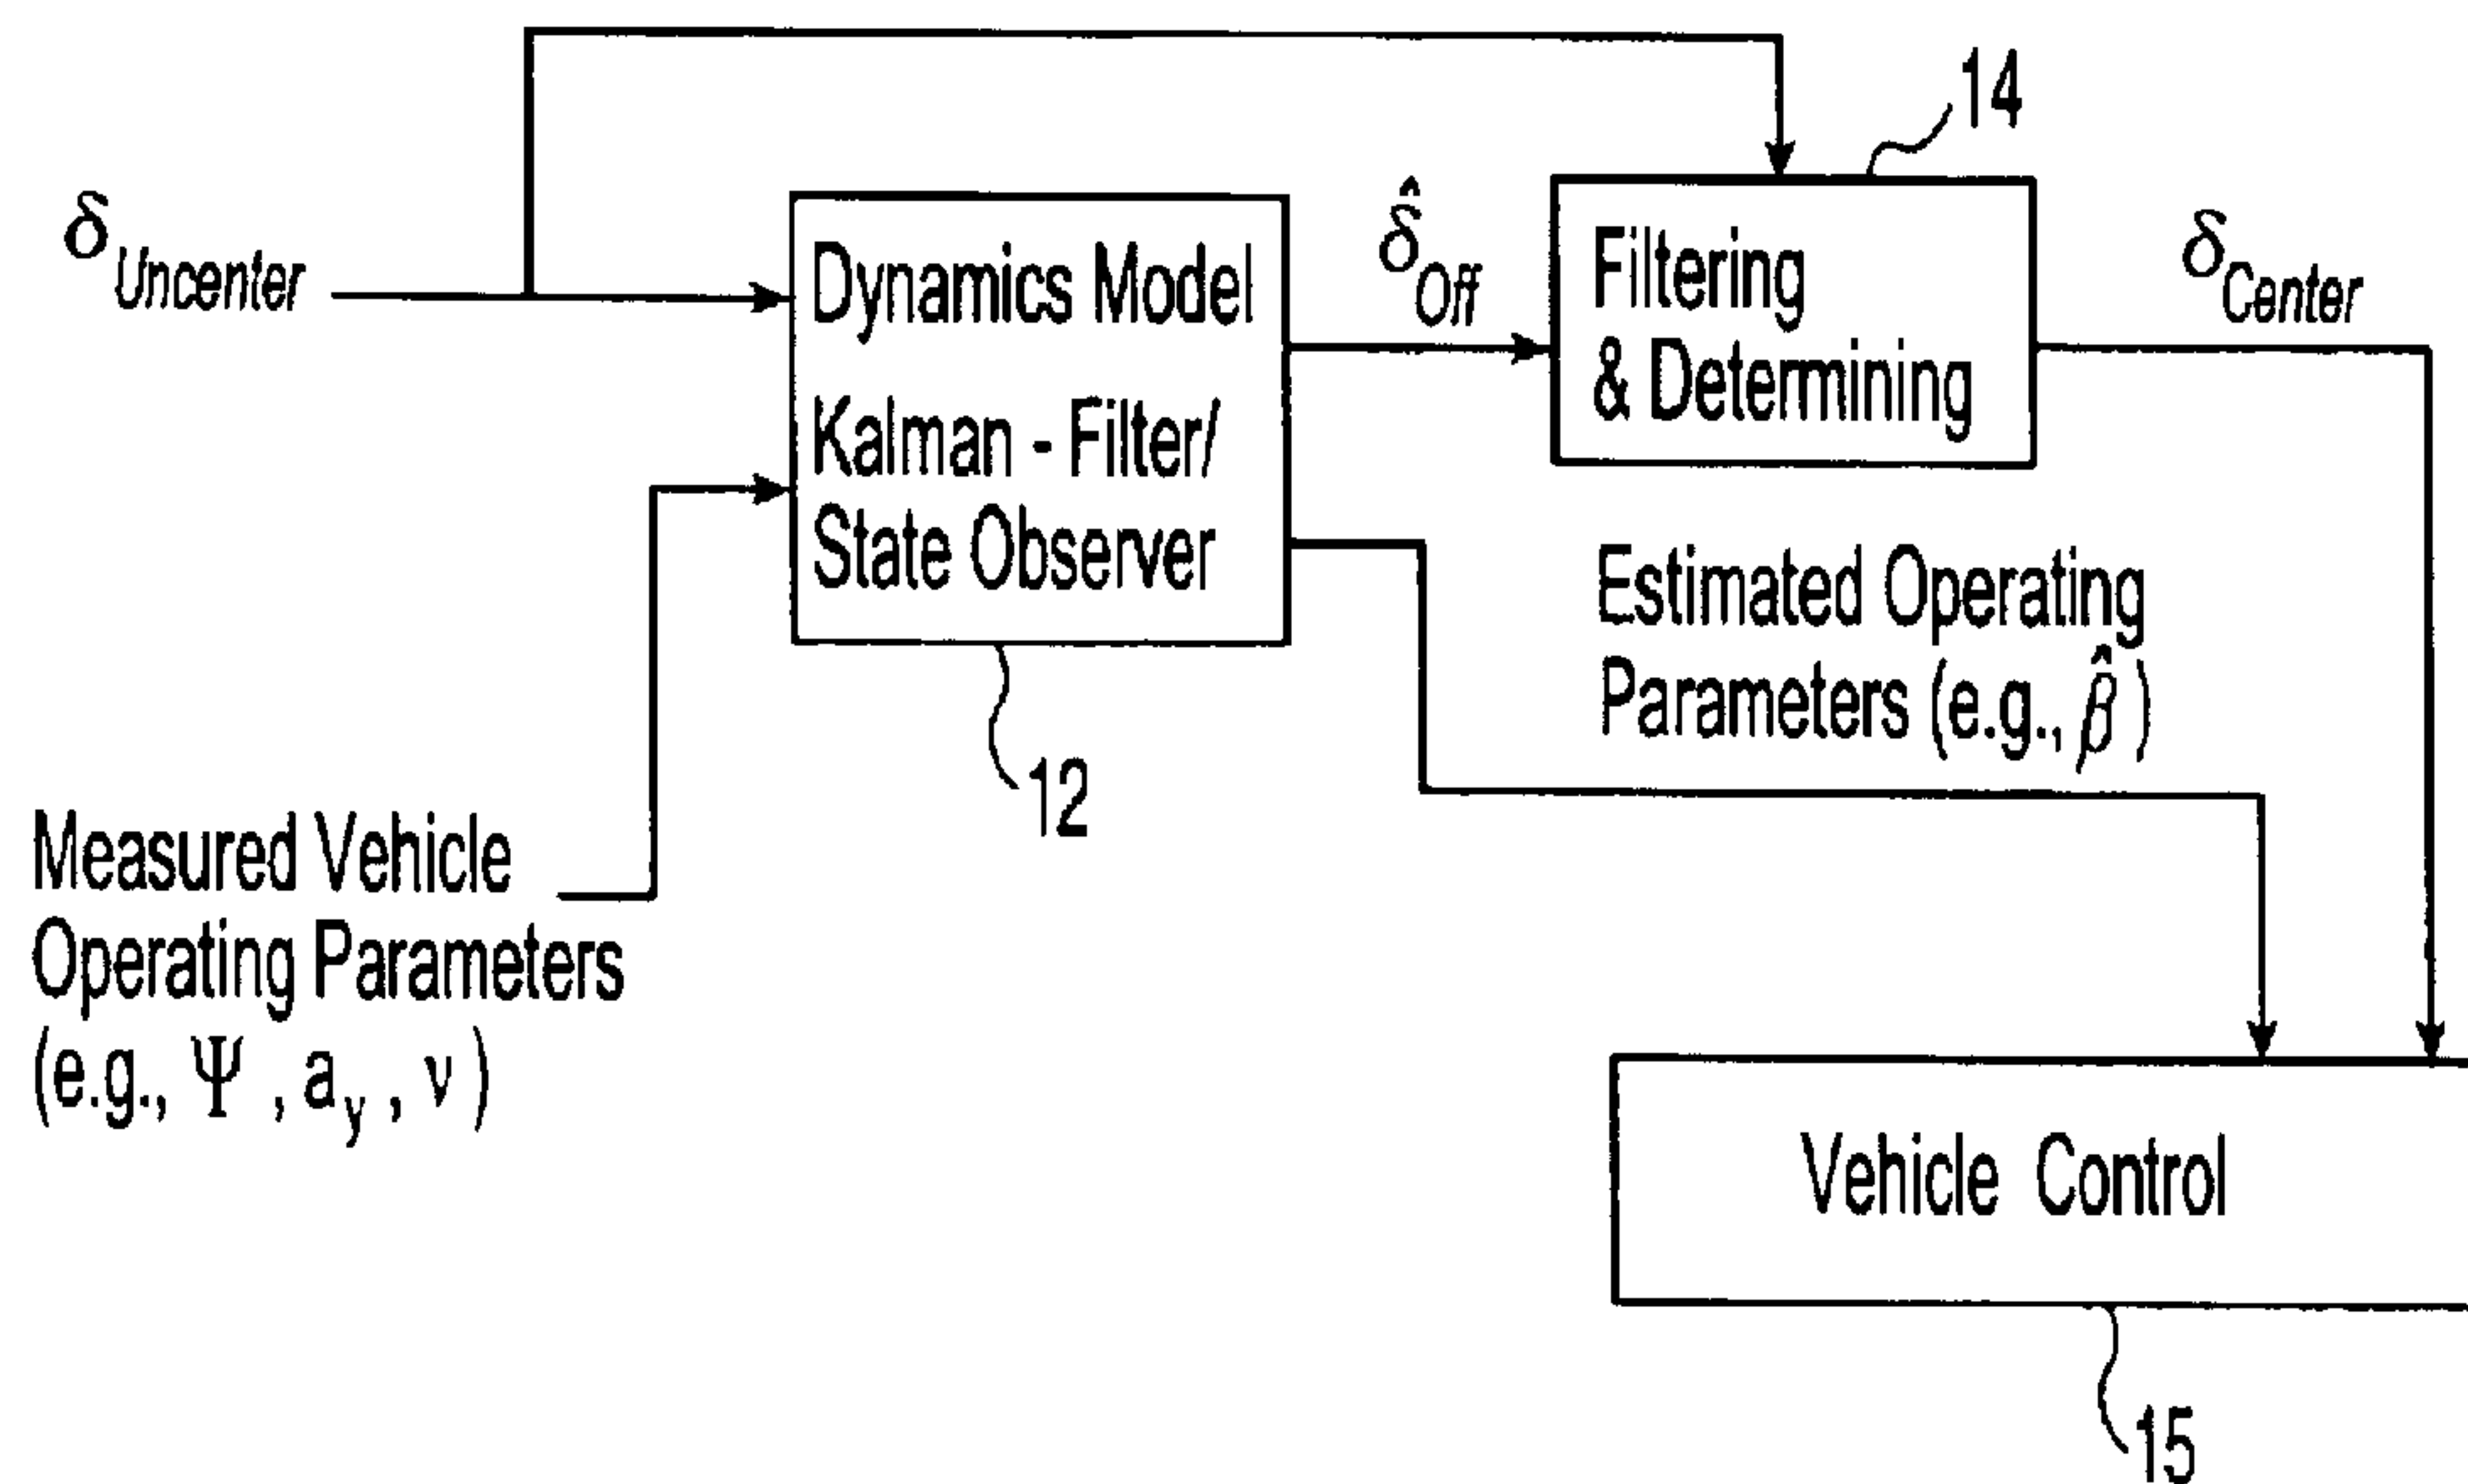 14
δUncenter
Dynamics Model
Kalman - Filter/
State Observer
δ̂Off
Filtering
& Determining
δCenter
Estimated Operating
Parameters (e.g., β̂ )
12
Measured Vehicle
Operating Parameters
(e.g., Ψ , ay , ν )
Vehicle Control
15